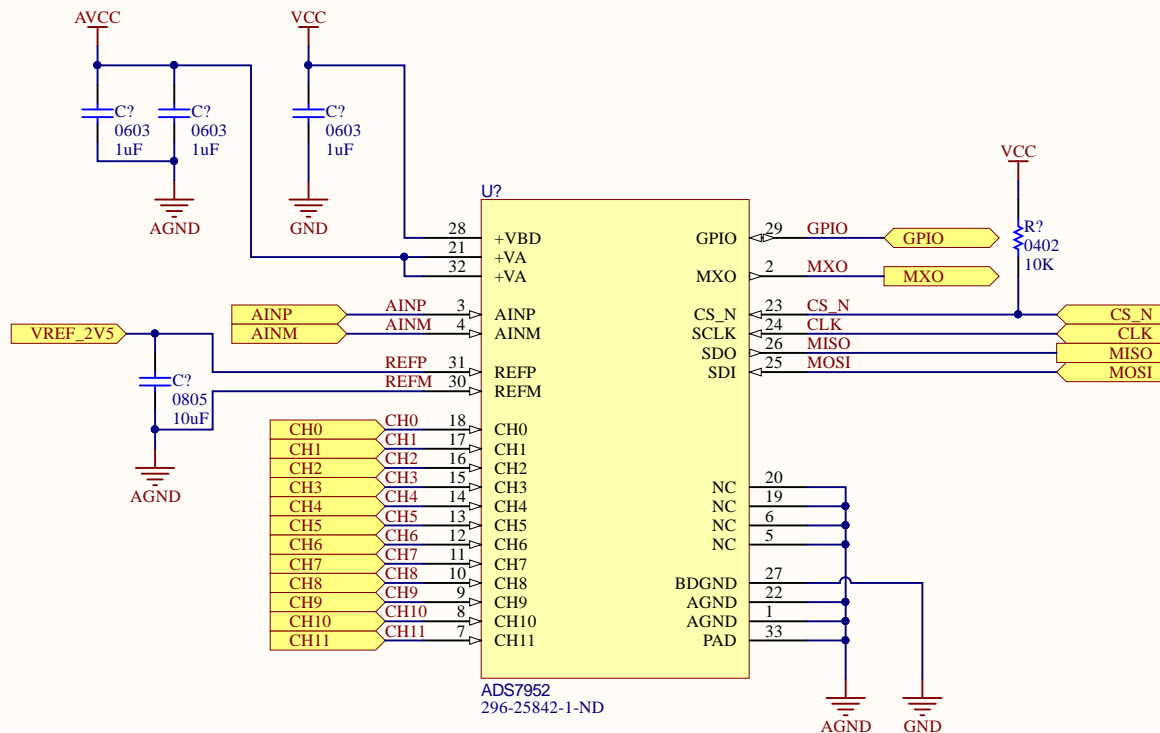 AVCC
VCC
C?
0603
1uF
C?
0603
1uF
C?
0603
1uF
AGND
GND
VCC
R?
0402
10K
U?
28 +VBD
21 +VA
32 +VA
AINP AINP 3 AINP
AINM AINM 4 AINM
VREF_2V5
REFP 31 REFP
REFM 30 REFM
C?
0805
10uF
AGND
CH0 CH0 18 CH0
CH1 CH1 17 CH1
CH2 CH2 16 CH2
CH3 CH3 15 CH3
CH4 CH4 14 CH4
CH5 CH5 13 CH5
CH6 CH6 12 CH6
CH7 CH7 11 CH7
CH8 CH8 10 CH8
CH9 CH9 9 CH9
CH10 CH10 8 CH10
CH11 CH11 7 CH11
GPIO 29 GPIO GPIO
MXO 2 MXO MXO
CS_N 23 CS_N CS_N
SCLK 24 CLK CLK
SDO 26 MISO MISO
SDI 25 MOSI MOSI
NC 20
NC 19
NC 6
NC 5
BDGND 27
AGND 22
AGND 1
PAD 33
ADS7952
296-25842-1-ND
AGND
GND